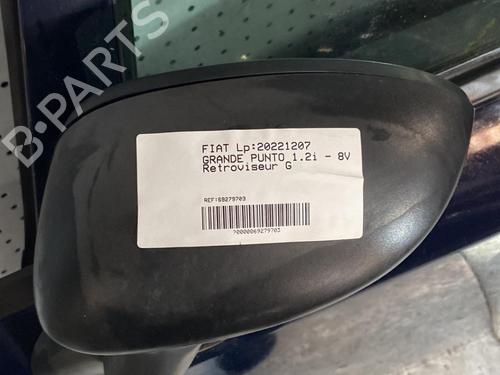 B-PARTS
FIAT Lp:20221207
GRANDE PUNTO 1.2i - 8V
Retroviseur G
REF:69279703
70000069279703